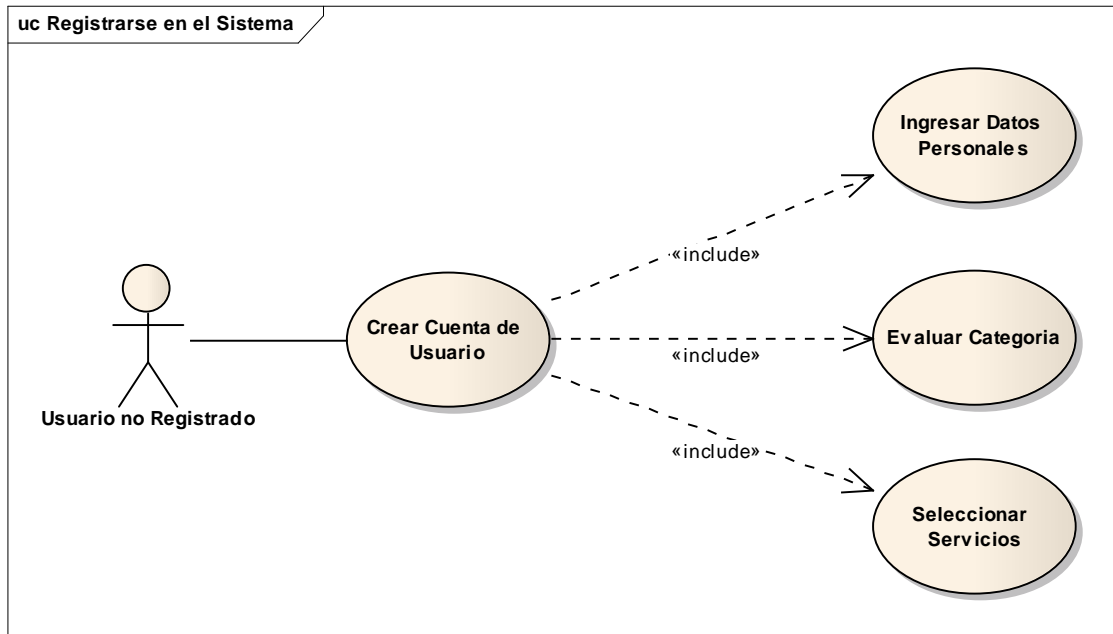 uc Registrarse en el Sistema
Ingresar Datos
Personales
«include»
Crear Cuenta de
Usuario
Evaluar Categoria
«include»
Usuario no Registrado
«include»
Seleccionar
Servicios